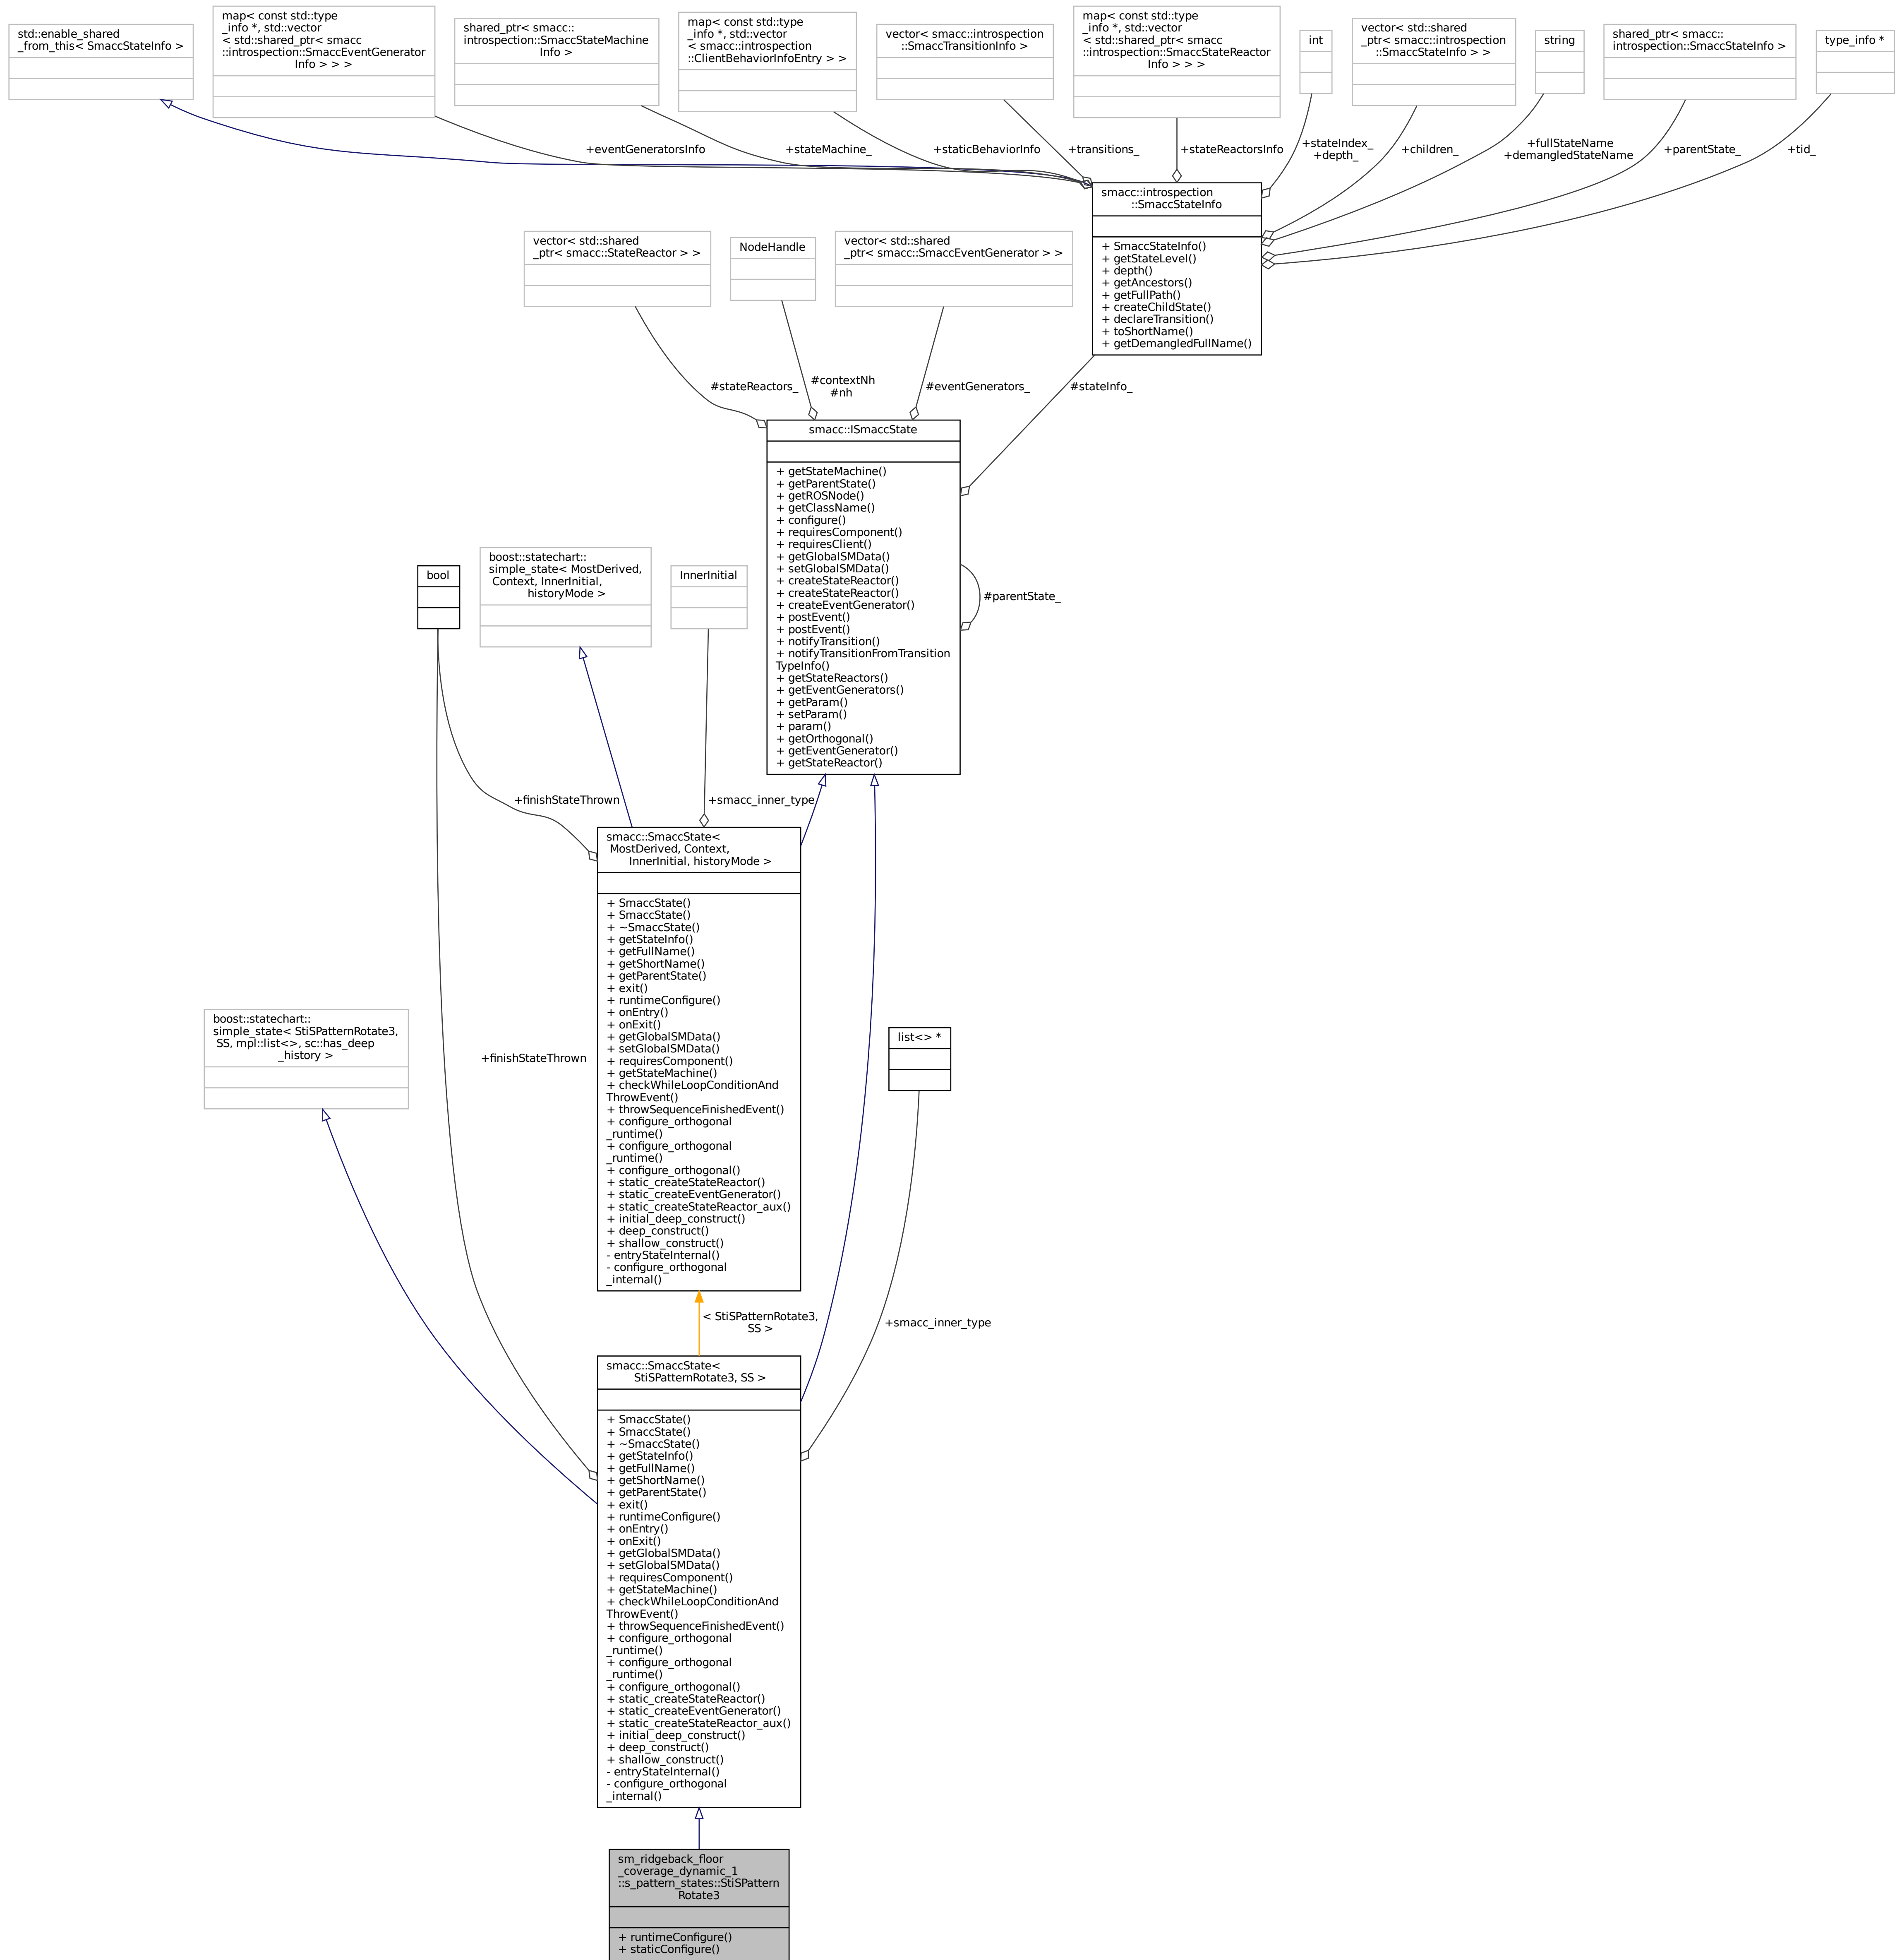 std::enable_shared
_from_this< SmaccStateInfo >
map< const std::type
_info *, std::vector
< std::shared_ptr< smacc
::introspection::SmaccEventGenerator
Info > > >
shared_ptr< smacc::
introspection::SmaccStateMachine
Info >
map< const std::type
_info *, std::vector
< smacc::introspection
::ClientBehaviorInfoEntry > >
vector< smacc::introspection
::SmaccTransitionInfo >
map< const std::type
_info *, std::vector
< std::shared_ptr< smacc
::introspection::SmaccStateReactor
Info > > >
int
vector< std::shared
_ptr< smacc::introspection
::SmaccStateInfo > >
string
shared_ptr< smacc::
introspection::SmaccStateInfo >
type_info *
+eventGeneratorsInfo
+stateMachine_
+staticBehaviorInfo
+transitions_
+stateReactorsInfo
+stateIndex_
+depth_
+children_
+fullStateName
+demangledStateName
+parentState_
+tid_
smacc::introspection
::SmaccStateInfo
+ SmaccStateInfo()
+ getStateLevel()
+ depth()
+ getAncestors()
+ getFullPath()
+ createChildState()
+ declareTransition()
+ toShortName()
+ getDemangledFullName()
vector< std::shared
_ptr< smacc::StateReactor > >
NodeHandle
vector< std::shared
_ptr< smacc::SmaccEventGenerator > >
#stateReactors_
#contextNh
#nh
#eventGenerators_
#stateInfo_
smacc::ISmaccState
+ getStateMachine()
+ getParentState()
+ getROSNode()
+ getClassName()
+ configure()
+ requiresComponent()
+ requiresClient()
+ getGlobalSMData()
+ setGlobalSMData()
+ createStateReactor()
+ createStateReactor()
+ createEventGenerator()
+ postEvent()
+ postEvent()
+ notifyTransition()
+ notifyTransitionFromTransition
TypeInfo()
+ getStateReactors()
+ getEventGenerators()
+ getParam()
+ setParam()
+ param()
+ getOrthogonal()
+ getEventGenerator()
+ getStateReactor()
#parentState_
bool
boost::statechart::
simple_state< MostDerived,
Context, InnerInitial,
historyMode >
InnerInitial
+finishStateThrown
+smacc_inner_type
smacc::SmaccState<
MostDerived, Context,
InnerInitial, historyMode >
+ SmaccState()
+ SmaccState()
+ ~SmaccState()
+ getStateInfo()
+ getFullName()
+ getShortName()
+ getParentState()
+ exit()
+ runtimeConfigure()
+ onEntry()
+ onExit()
+ getGlobalSMData()
+ setGlobalSMData()
+ requiresComponent()
+ getStateMachine()
+ checkWhileLoopConditionAnd
ThrowEvent()
+ throwSequenceFinishedEvent()
+ configure_orthogonal
_runtime()
+ configure_orthogonal
_runtime()
+ configure_orthogonal()
+ static_createStateReactor()
+ static_createEventGenerator()
+ static_createStateReactor_aux()
+ initial_deep_construct()
+ deep_construct()
+ shallow_construct()
- entryStateInternal()
- configure_orthogonal
_internal()
boost::statechart::
simple_state< StiSPatternRotate3,
SS, mpl::list<>, sc::has_deep
_history >
+finishStateThrown
list<> *
< StiSPatternRotate3,
SS >
+smacc_inner_type
smacc::SmaccState<
StiSPatternRotate3, SS >
+ SmaccState()
+ SmaccState()
+ ~SmaccState()
+ getStateInfo()
+ getFullName()
+ getShortName()
+ getParentState()
+ exit()
+ runtimeConfigure()
+ onEntry()
+ onExit()
+ getGlobalSMData()
+ setGlobalSMData()
+ requiresComponent()
+ getStateMachine()
+ checkWhileLoopConditionAnd
ThrowEvent()
+ throwSequenceFinishedEvent()
+ configure_orthogonal
_runtime()
+ configure_orthogonal
_runtime()
+ configure_orthogonal()
+ static_createStateReactor()
+ static_createEventGenerator()
+ static_createStateReactor_aux()
+ initial_deep_construct()
+ deep_construct()
+ shallow_construct()
- entryStateInternal()
- configure_orthogonal
_internal()
sm_ridgeback_floor
_coverage_dynamic_1
::s_pattern_states::StiSPattern
Rotate3
+ runtimeConfigure()
+ staticConfigure()